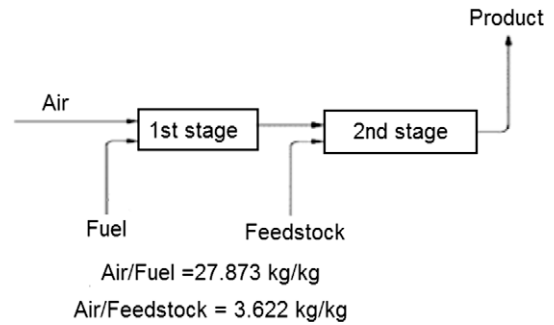 Product
Air
1st stage
2nd stage
Fuel
Feedstock
Air/Fuel =27.873 kg/kg
Air/Feedstock = 3.622 kg/kg